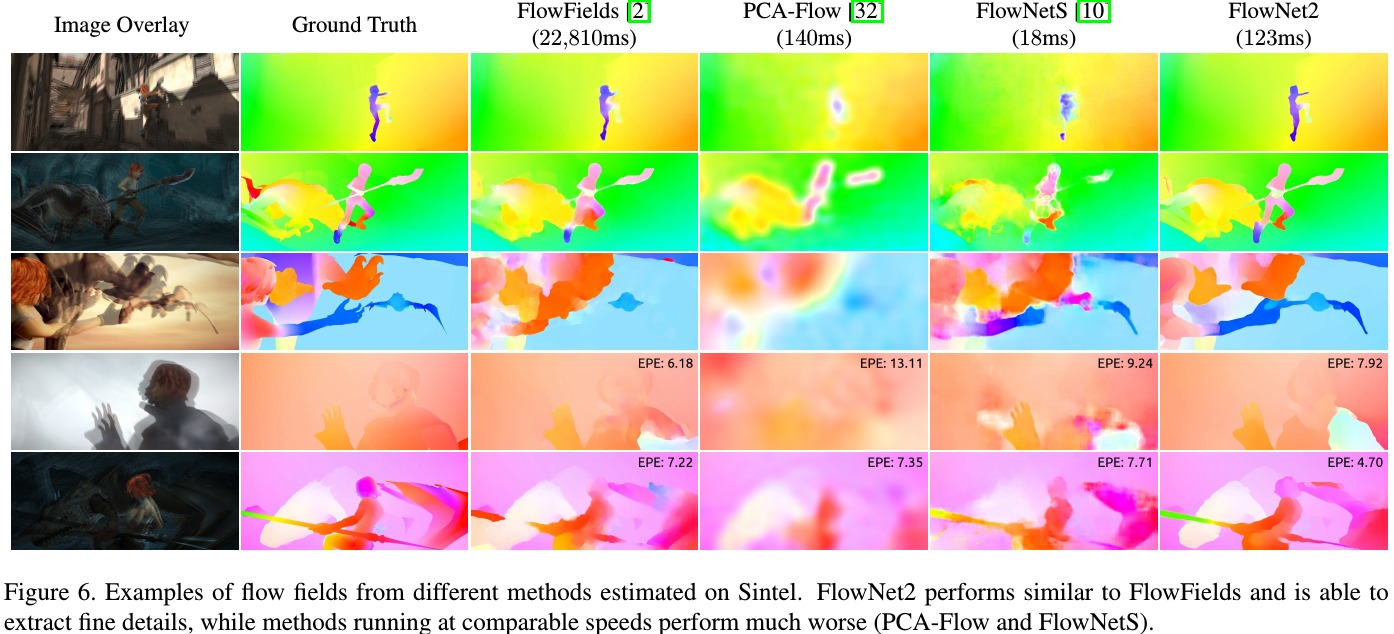 Image Overlay
Ground Truth
FlowFields [2]
(22,810ms)
PCA-Flow [32]
(140ms)
FlowNetS [10]
(18ms)
FlowNet2
(123ms)
EPE: 6.18
EPE: 13.11
EPE: 9.24
EPE: 7.92
EPE: 7.22
EPE: 7.35
EPE: 7.71
EPE: 4.70
Figure 6. Examples of flow fields from different methods estimated on Sintel. FlowNet2 performs similar to FlowFields and is able to
extract fine details, while methods running at comparable speeds perform much worse (PCA-Flow and FlowNetS).